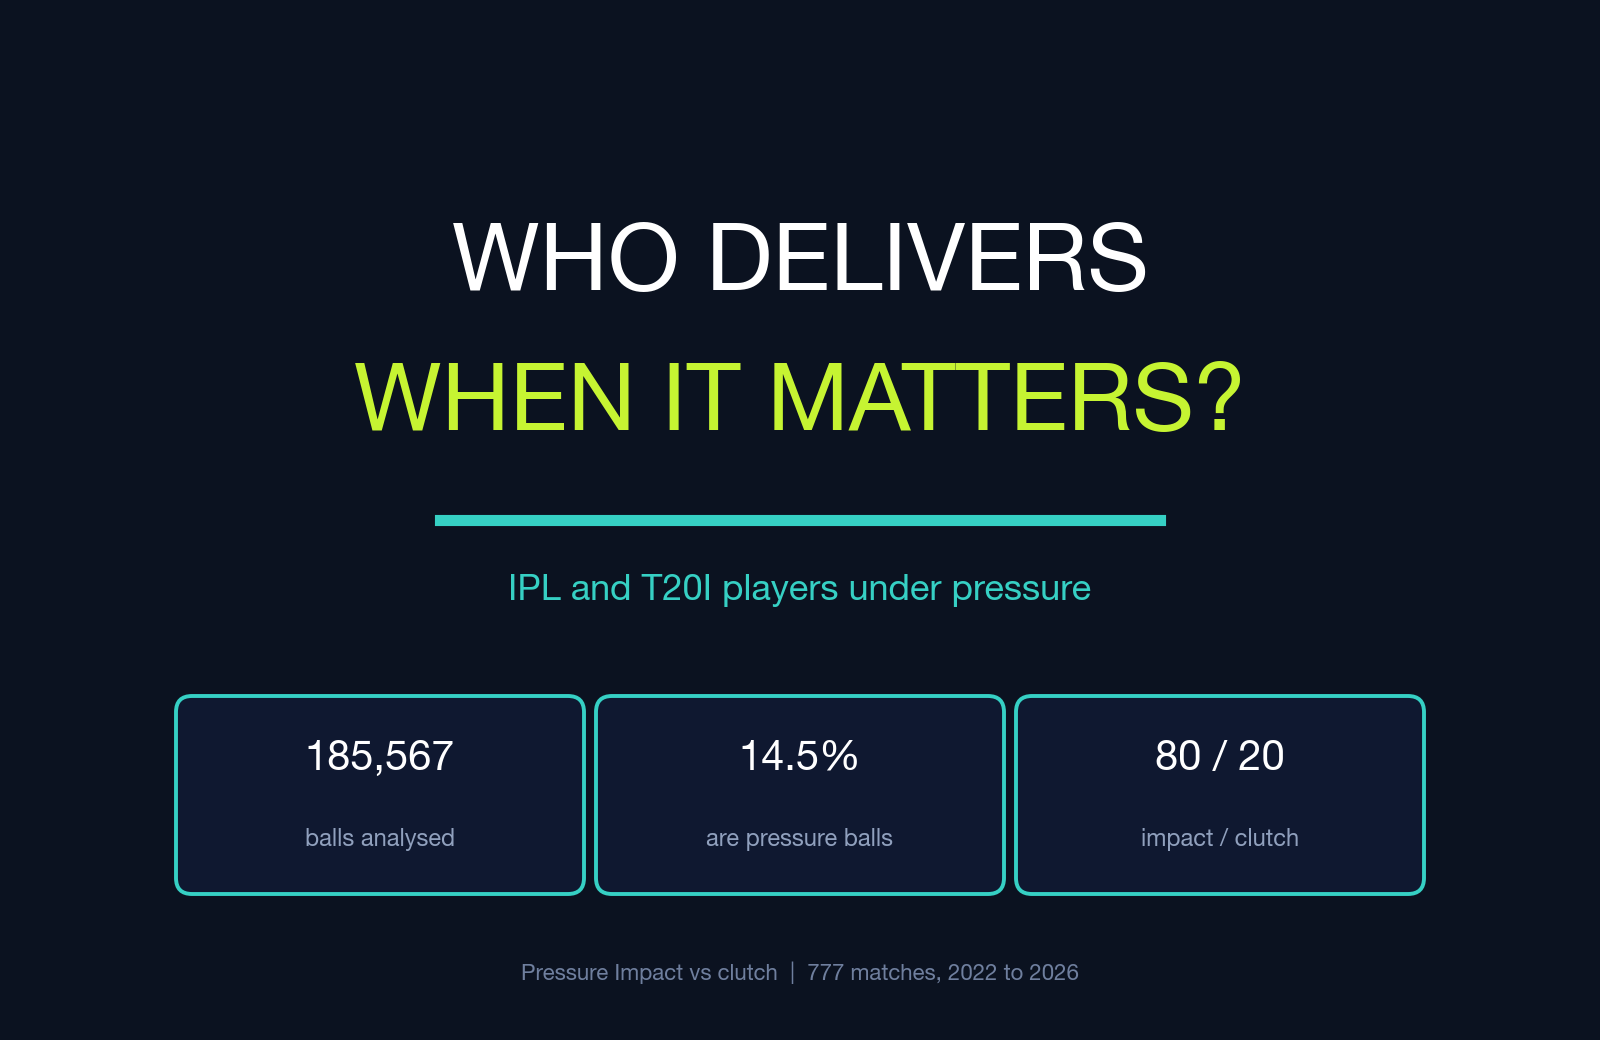 WHO DELIVERS
WHEN IT MATTERS?
IPL and T20I players under pressure
185,567
balls analysed
14.5%
are pressure balls
80 / 20
impact / clutch
Pressure Impact vs clutch | 777 matches, 2022 to 2026